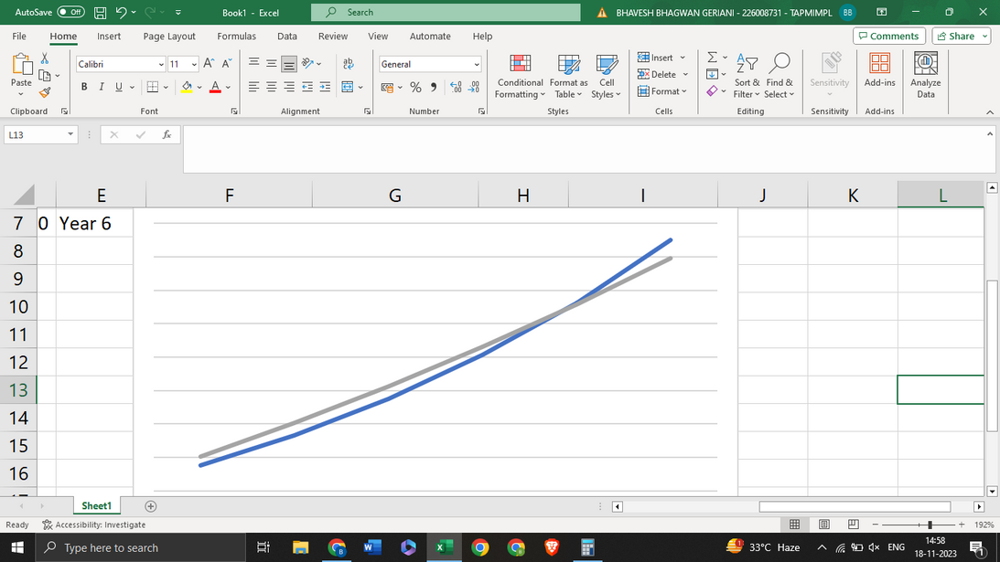 AutoSave Off Book1 - Excel Search BHAVESH BHAGWAN GERIANI - 226008731 - TAPMIMPL BB
File Home Insert Page Layout Formulas Data Review View Automate Help Comments Share
Paste
Calibri 11
B I U
A A
ab
General
% 9
Conditional Formatting
Format as Table
Cell Styles
Insert
Delete
Format
Sort & Filter
Find & Select
Sensitivity
Add-ins
Analyze Data
Clipboard Font Alignment Number Styles Cells Editing Sensitivity Add-ins
L13 fx
E F G H I J K L
7 0 Year 6
8
9
10
11
12
13
14
15
16
Sheet1
Ready Accessibility: Investigate 192%
Type here to search 33°C Haze ENG 14:58
18-11-2023 1